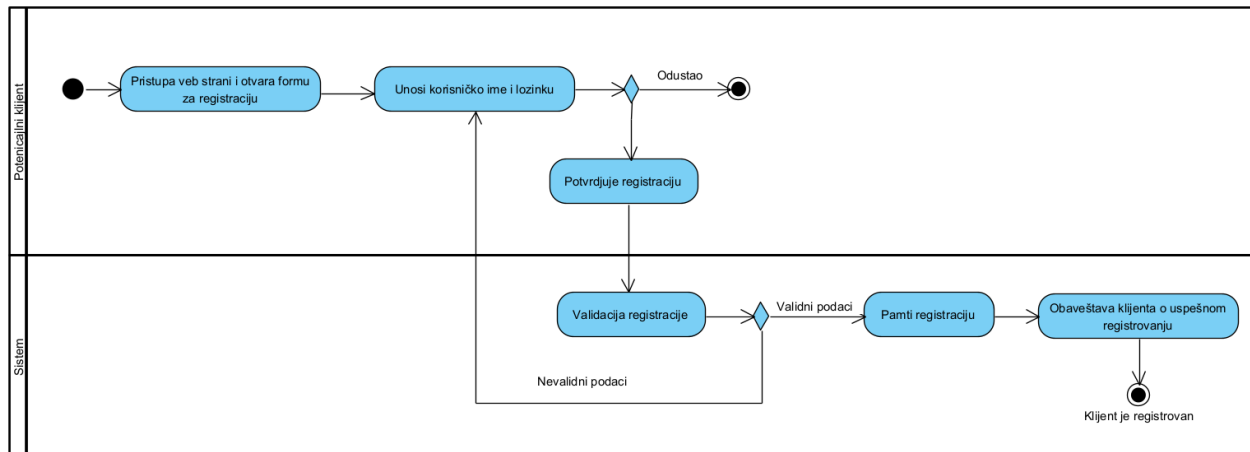 Potenicajlni klijent
Pristupa veb strani i otvara formu
za registraciju
Unosi korisničko ime i lozinku
Odustao
Potvrdjuje registraciju
Sistem
Validacija registracije
Validni podaci
Pamti registraciju
Obaveštava klijenta o uspešnom
registrovanju
Nevalidni podaci
Klijent je registrovan